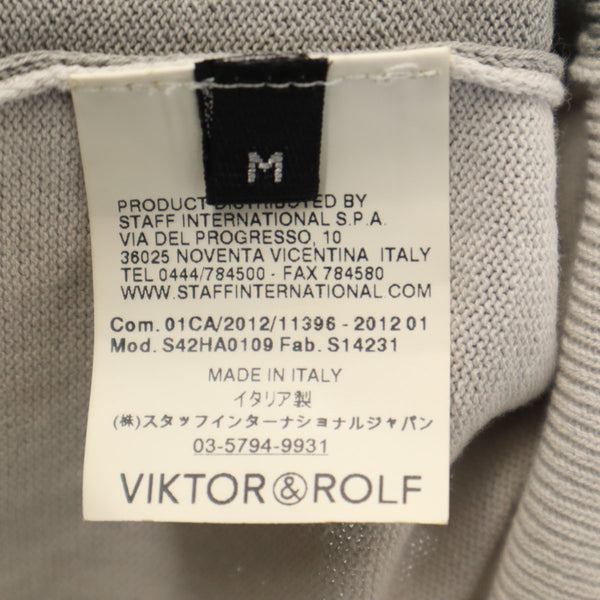 M
PRODUCT DISTRIBUTED BY
STAFF INTERNATIONAL S.P.A.
VIA DEL PROGRESSO, 10
36025 NOVENTA VICENTINA ITALY
TEL 0444/784500 - FAX 784580
WWW.STAFFINTERNATIONAL.COM
Com. 01CA/2012/11396 - 2012 01
Mod. S42HA0109 Fab. S14231
MADE IN ITALY
イタリア製
(株)スタッフインターナショナルジャパン
03-5794-9931
VIKTOR&ROLF